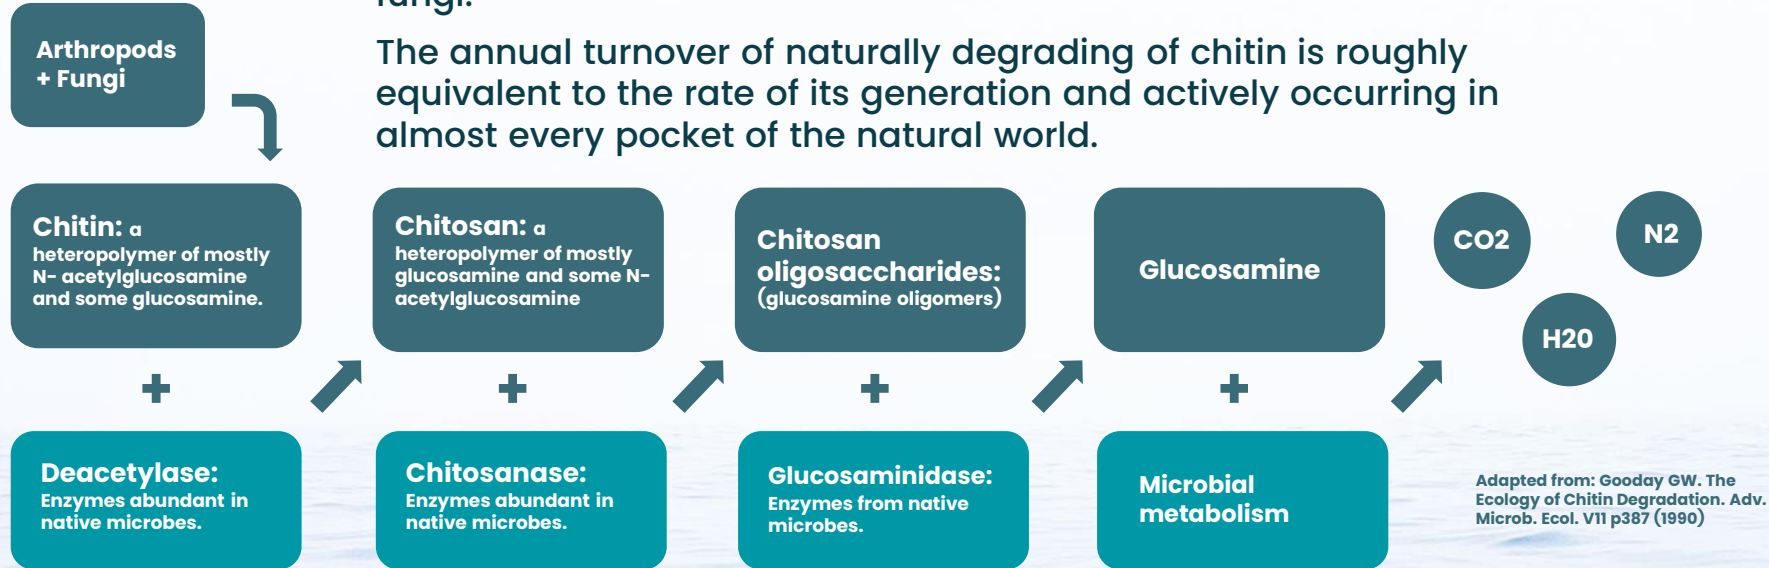 fungi.
Arthropods
+ Fungi
The annual turnover of naturally degrading of chitin is roughly
equivalent to the rate of its generation and actively occurring in
almost every pocket of the natural world.
Chitin: a
heteropolymer of mostly
N- acetylglucosamine
and some glucosamine.
Chitosan: a
heteropolymer of mostly
glucosamine and some N-
acetylglucosamine
Chitosan
oligosaccharides:
(glucosamine oligomers)
Glucosamine
CO2
N2
H20
+
+
+
+
Deacetylase:
Enzymes abundant in
native microbes.
Chitosanase:
Enzymes abundant in
native microbes.
Glucosaminidase:
Enzymes from native
microbes.
Microbial
metabolism
Adapted from: Gooday GW. The
Ecology of Chitin Degradation. Adv.
Microb. Ecol. V11 p387 (1990)